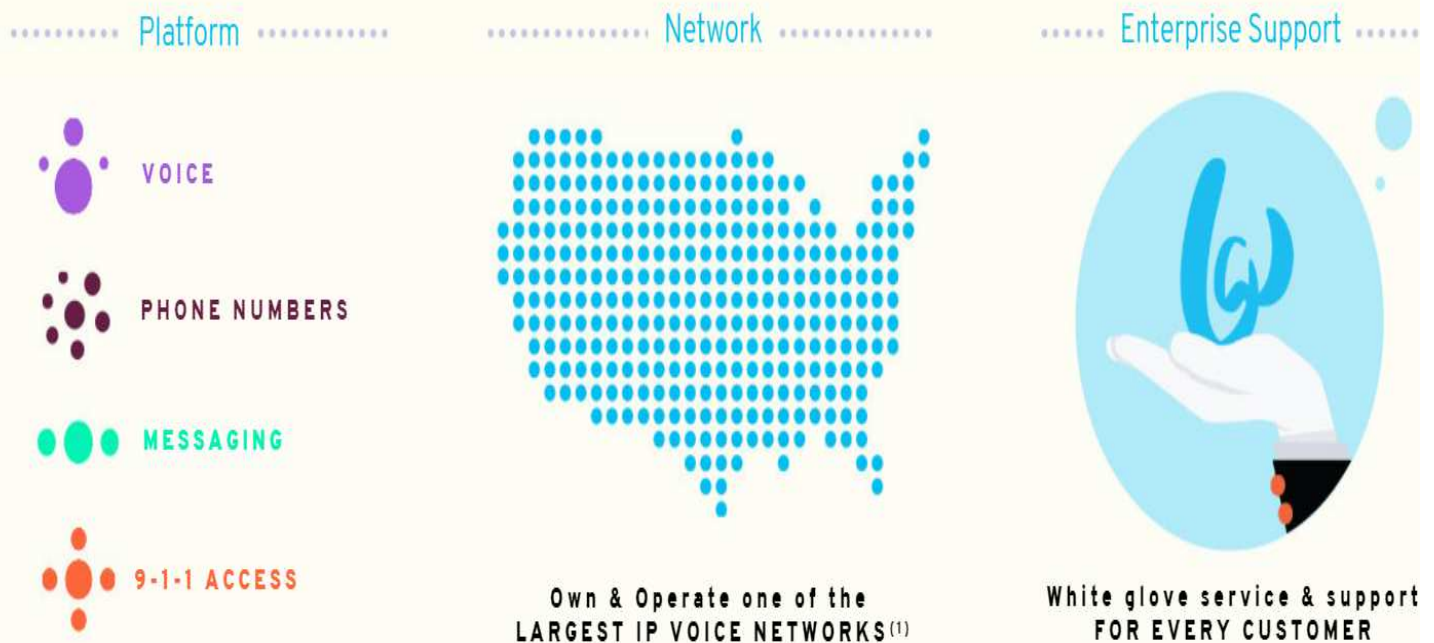 Platform
VOICE
PHONE NUMBERS
MESSAGING
9-1-1 ACCESS
Network
Own & Operate one of the
LARGEST IP VOICE NETWORKS(1)
Enterprise Support
White glove service & support
FOR EVERY CUSTOMER